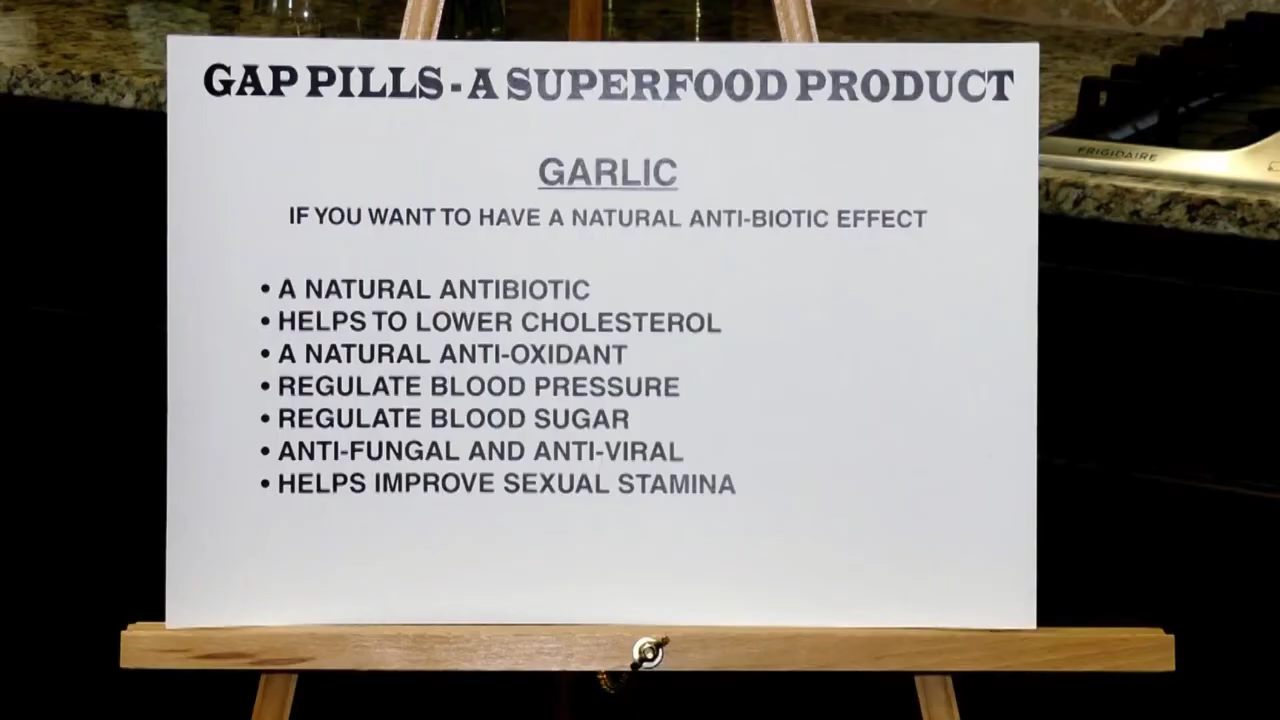 GAP PILLS - A SUPERFOOD PRODUCT
GARLIC
IF YOU WANT TO HAVE A NATURAL ANTI-BIOTIC EFFECT
• A NATURAL ANTIBIOTIC
• HELPS TO LOWER CHOLESTEROL
• A NATURAL ANTI-OXIDANT
• REGULATE BLOOD PRESSURE
• REGULATE BLOOD SUGAR
• ANTI-FUNGAL AND ANTI-VIRAL
• HELPS IMPROVE SEXUAL STAMINA
FRIGIDAIRE